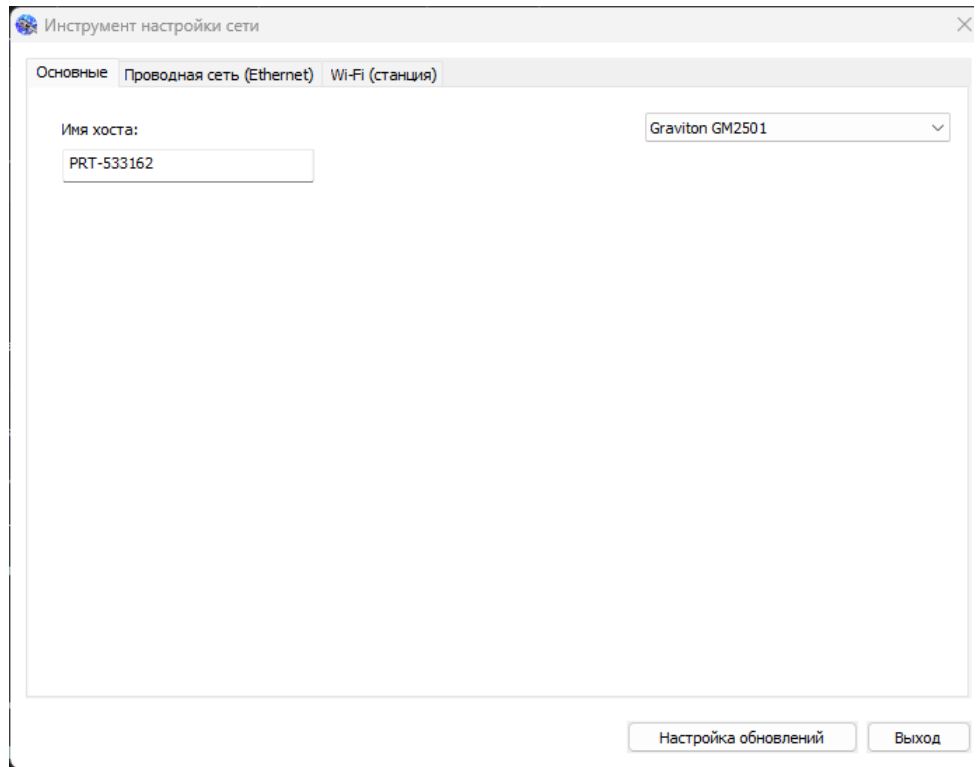 Инструмент настройки сети
Основные Проводная сеть (Ethernet) Wi-Fi (станция)
Имя хоста: Graviton GM2501
PRT-533162
Настройка обновлений Выход